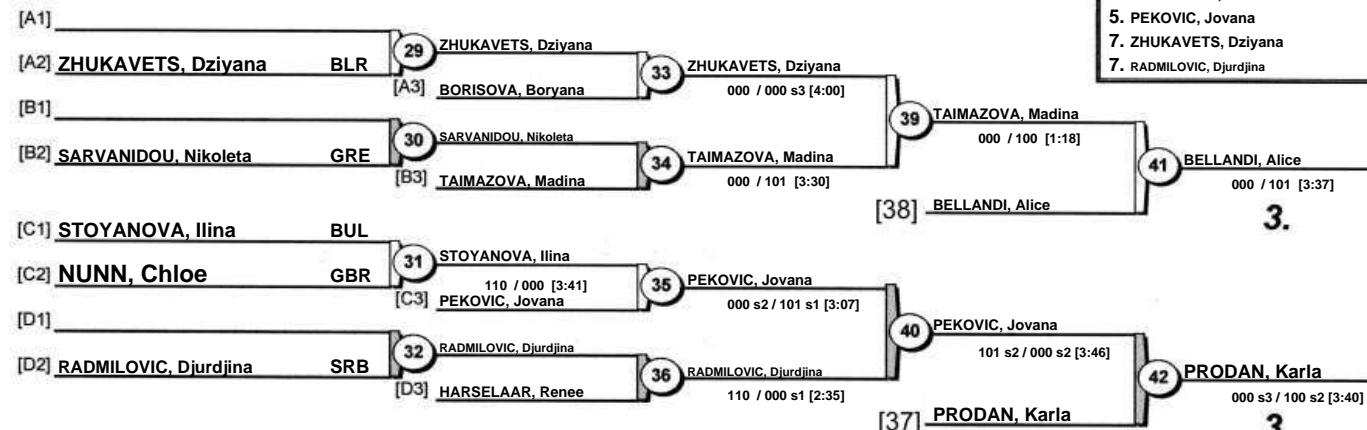 [A1]
[A2] ZHUKAVETS, Dziyana BLR
29
ZHUKAVETS, Dziyana
[A3] BORISOVA, Boryana
33
ZHUKAVETS, Dziyana
000 / 000 s3 [4:00]
[B1]
[B2] SARVANIDOU, Nikoleta GRE
30
SARVANIDOU, Nikoleta
[B3] TAIMAZOVA, Madina
34
TAIMAZOVA, Madina
000 / 101 [3:30]
39
TAIMAZOVA, Madina
000 / 100 [1:18]
[38] BELLANDI, Alice
41
BELLANDI, Alice
000 / 101 [3:37]
3.
[C1] STOYANOVA, Ilina BUL
[C2] NUNN, Chloe GBR
31
STOYANOVA, Ilina
110 / 000 [3:41]
[C3] PEKOVIC, Jovana
35
PEKOVIC, Jovana
000 s2 / 101 s1 [3:07]
[D1]
[D2] RADMILOVIC, Djurdjina SRB
32
RADMILOVIC, Djurdjina
[D3] HARSELAAR, Renee
36
RADMILOVIC, Djurdjina
110 / 000 s1 [2:35]
40
PEKOVIC, Jovana
101 s2 / 000 s2 [3:46]
[37] PRODAN, Karla
42
PRODAN, Karla
000 s3 / 100 s2 [3:40]
3
5. PEKOVIC, Jovana
7. ZHUKAVETS, Dziyana
7. RADMILOVIC, Djurdjina